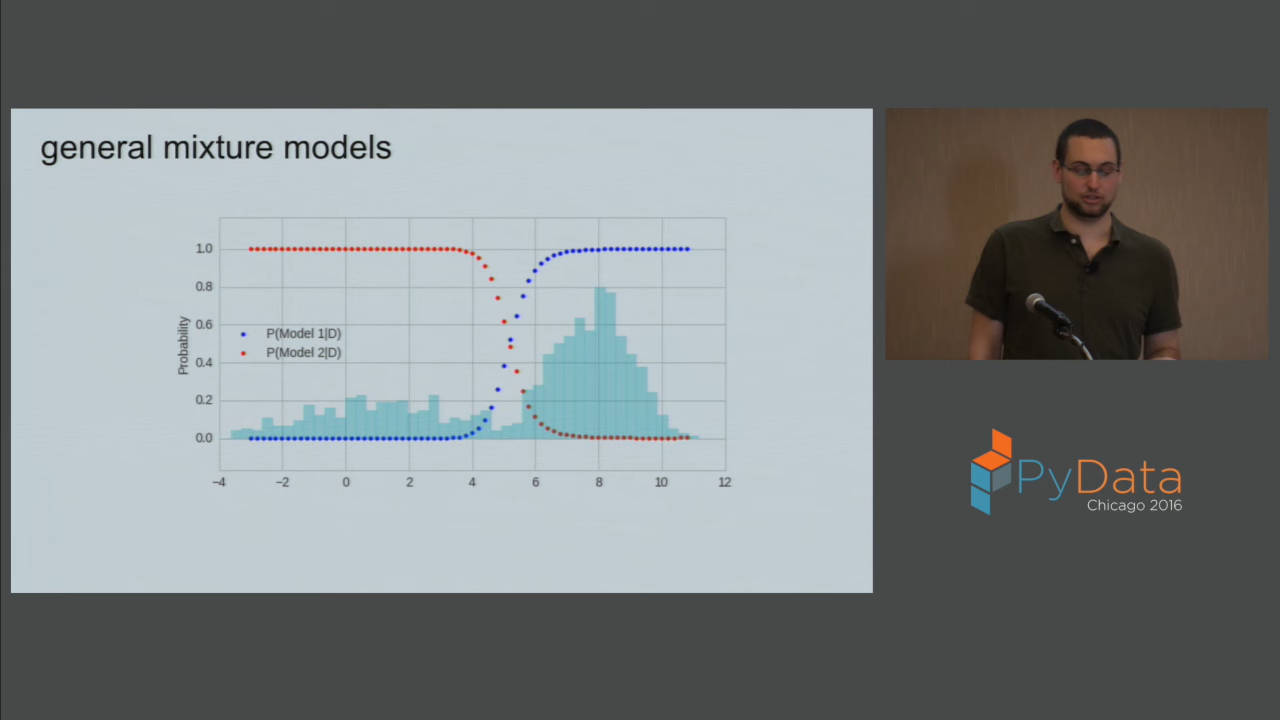 general mixture models
1.0
0.8
0.6
0.4
0.2
0.0
Probability
P(Model 1|D)
P(Model 2|D)
−4 −2 0 2 4 6 8 10 12
PyData
Chicago 2016